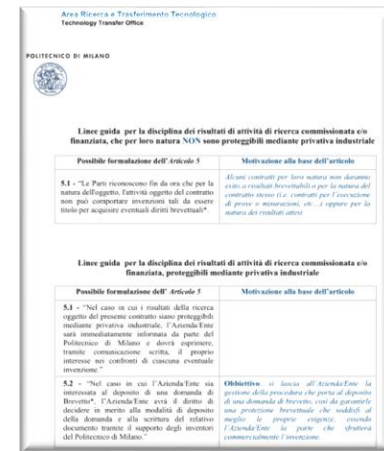 Area Ricerca e Trasferimento Tecnologico
Technology Transfer Office
POLITECNICO DI MILANO
Linee guida per la disciplina dei risultati di attività di ricerca commissionata e/o
finanziata, che per loro natura NON sono proteggibili mediante privativa industriale
Possibile formulazione dell'Articolo 5
Motivazione alla base dell'articolo
5.1 - "Le Parti riconoscono fin da ora che per la
natura dell'oggetto, l'attività oggetto del contratto
non può comportare invenzioni tali da essere
titolo per acquisire eventuali diritti brevettuali".
Alcuni contratti per loro natura non daranno
esito a risultati brevettabili o per la natura del
contratto stesso (i.e. contratti per l'esecuzione
di prove o misurazioni, etc...) oppure per la
natura dei risultati attesi
Linee guida per la disciplina dei risultati di attività di ricerca commissionata e/o
finanziata, proteggibili mediante privativa industriale
Possibile formulazione dell'Articolo 5
Motivazione alla base dell'articolo
5.1 - "Nel caso in cui i risultati della ricerca
oggetto del presente contratto siano proteggibili
mediante privativa industriale, l'Azienda/Ente
sarà immediatamente informata da parte del
Politecnico di Milano e dovrà esprimere,
tramite comunicazione scritta, il proprio
interesse nei confronti di ciascuna eventuale
invenzione."
5.2 - "Nel caso in cui l'Azienda/Ente sia
interessata al deposito di una domanda di
Brevetto*, l'Azienda/Ente avrà il diritto di
decidere in merito alla modalità di deposito
della domanda e alla scrittura del relativo
documento tramite il supporto degli inventori
del Politecnico di Milano."
Obbiettivo si lascia all'Azienda/Ente la
gestione della procedura che porta al deposito
di una domanda di brevetto, così da garantirle
una protezione brevettuale che soddisfi al
meglio le proprie esigenze, essendo
l'Azienda/Ente la parte che sfrutterà
commercialmente l'invenzione